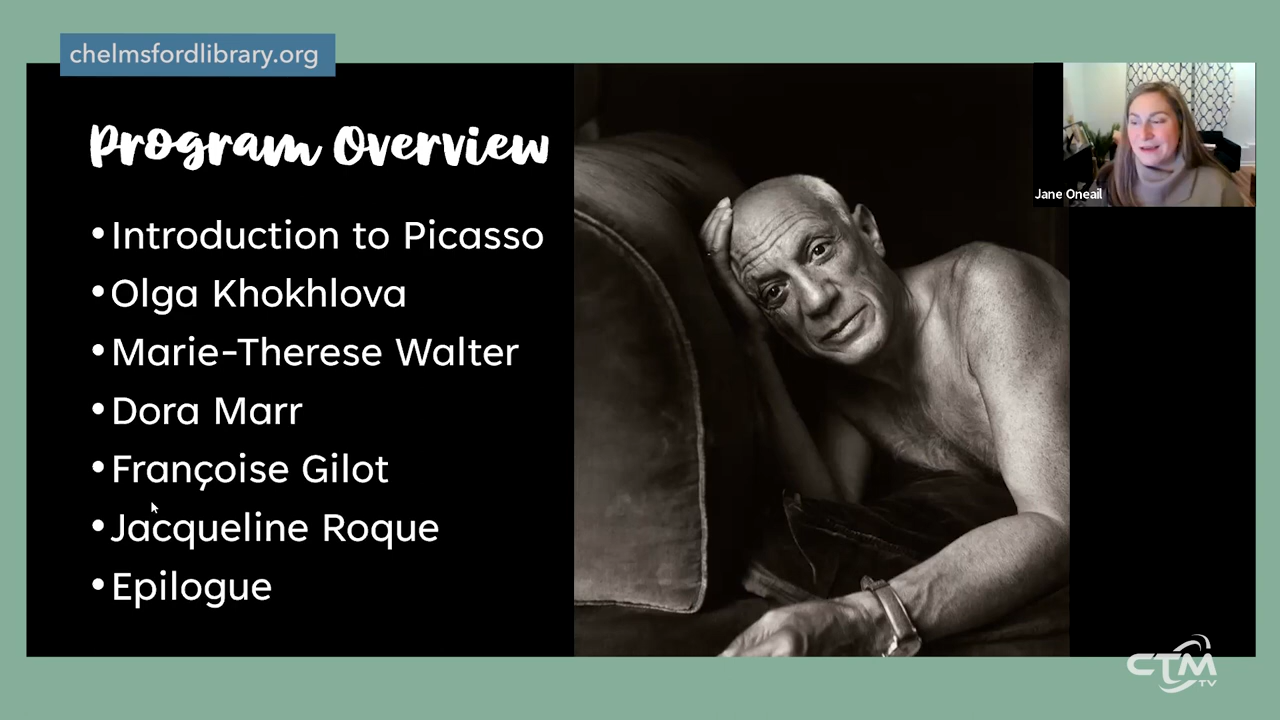 chelmsfordlibrary.org
Program Overview
• Introduction to Picasso
• Olga Khokhlova
• Marie-Therese Walter
• Dora Marr
• Françoise Gilot
• Jacqueline Roque
• Epilogue
Jane Oneail
CTM
TV